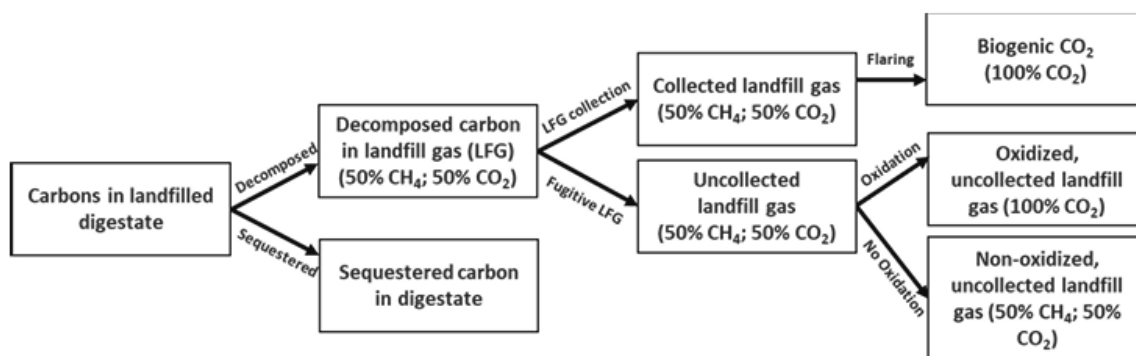 Carbons in landfilled
digestate
Decomposed
Sequestered
Decomposed carbon
in landfill gas (LFG)
(50% CH₄; 50% CO₂)
Sequestered carbon
in digestate
LFG collection
Fugitive LFG
Collected landfill gas
(50% CH₄; 50% CO₂)
Uncollected
landfill gas
(50% CH₄; 50% CO₂)
Flaring
Oxidation
No Oxidation
Biogenic CO₂
(100% CO₂)
Oxidized,
uncollected landfill
gas (100% CO₂)
Non-oxidized,
uncollected landfill
gas (50% CH₄; 50%
CO₂)